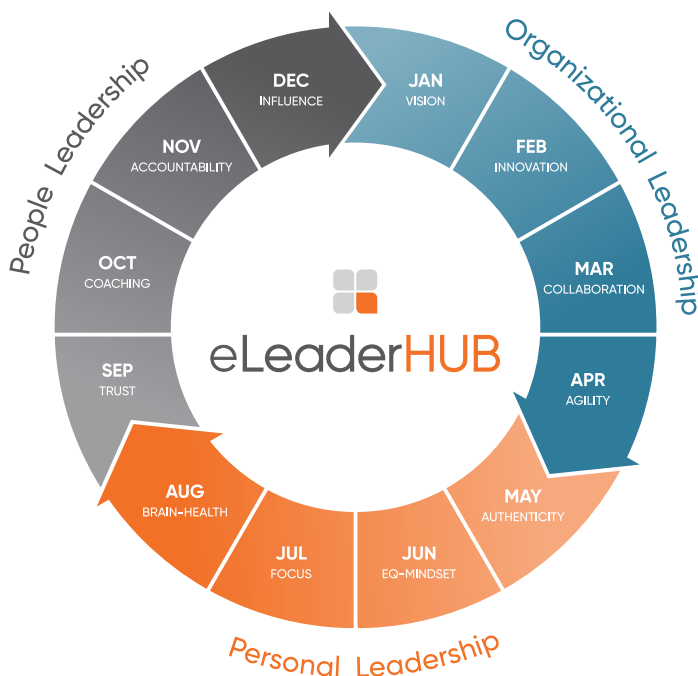 People Leadership
Organizational Leadership
DEC
INFLUENCE
JAN
VISION
FEB
INNOVATION
MAR
COLLABORATION
APR
AGILITY
MAY
AUTHENTICITY
JUN
EQ-MINDSET
JUL
FOCUS
AUG
BRAIN-HEALTH
SEP
TRUST
OCT
COACHING
NOV
ACCOUNTABILITY
eLeaderHUB
Personal Leadership